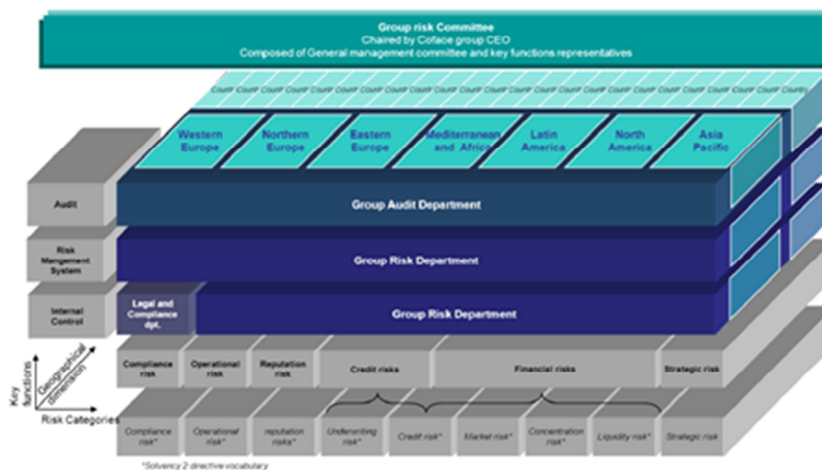 Group risk Committee
Chaired by Coface group CEO
Composed of General management committee and key functions representatives
Western Europe
Northern Europe
Eastern Europe
Mediterranean and Africa
Latin America
North America
Asia Pacific
Audit
Group Audit Department
Risk Mangement System
Group Risk Department
Internal Control
Legal and Compliance dpt.
Group Risk Department
Key functions
Geographical dimension
Risk Categories
Compliance risk
Operational risk
Reputation risk
Credit risks
Financial risks
Strategic risk
Compliance risk*
Operational risk*
reputation risks*
Underwriting risk*
Credit risk*
Market risk*
Concentration risk*
Liquidity risk*
Strategic risk
*Solvency 2 directive vocabulary